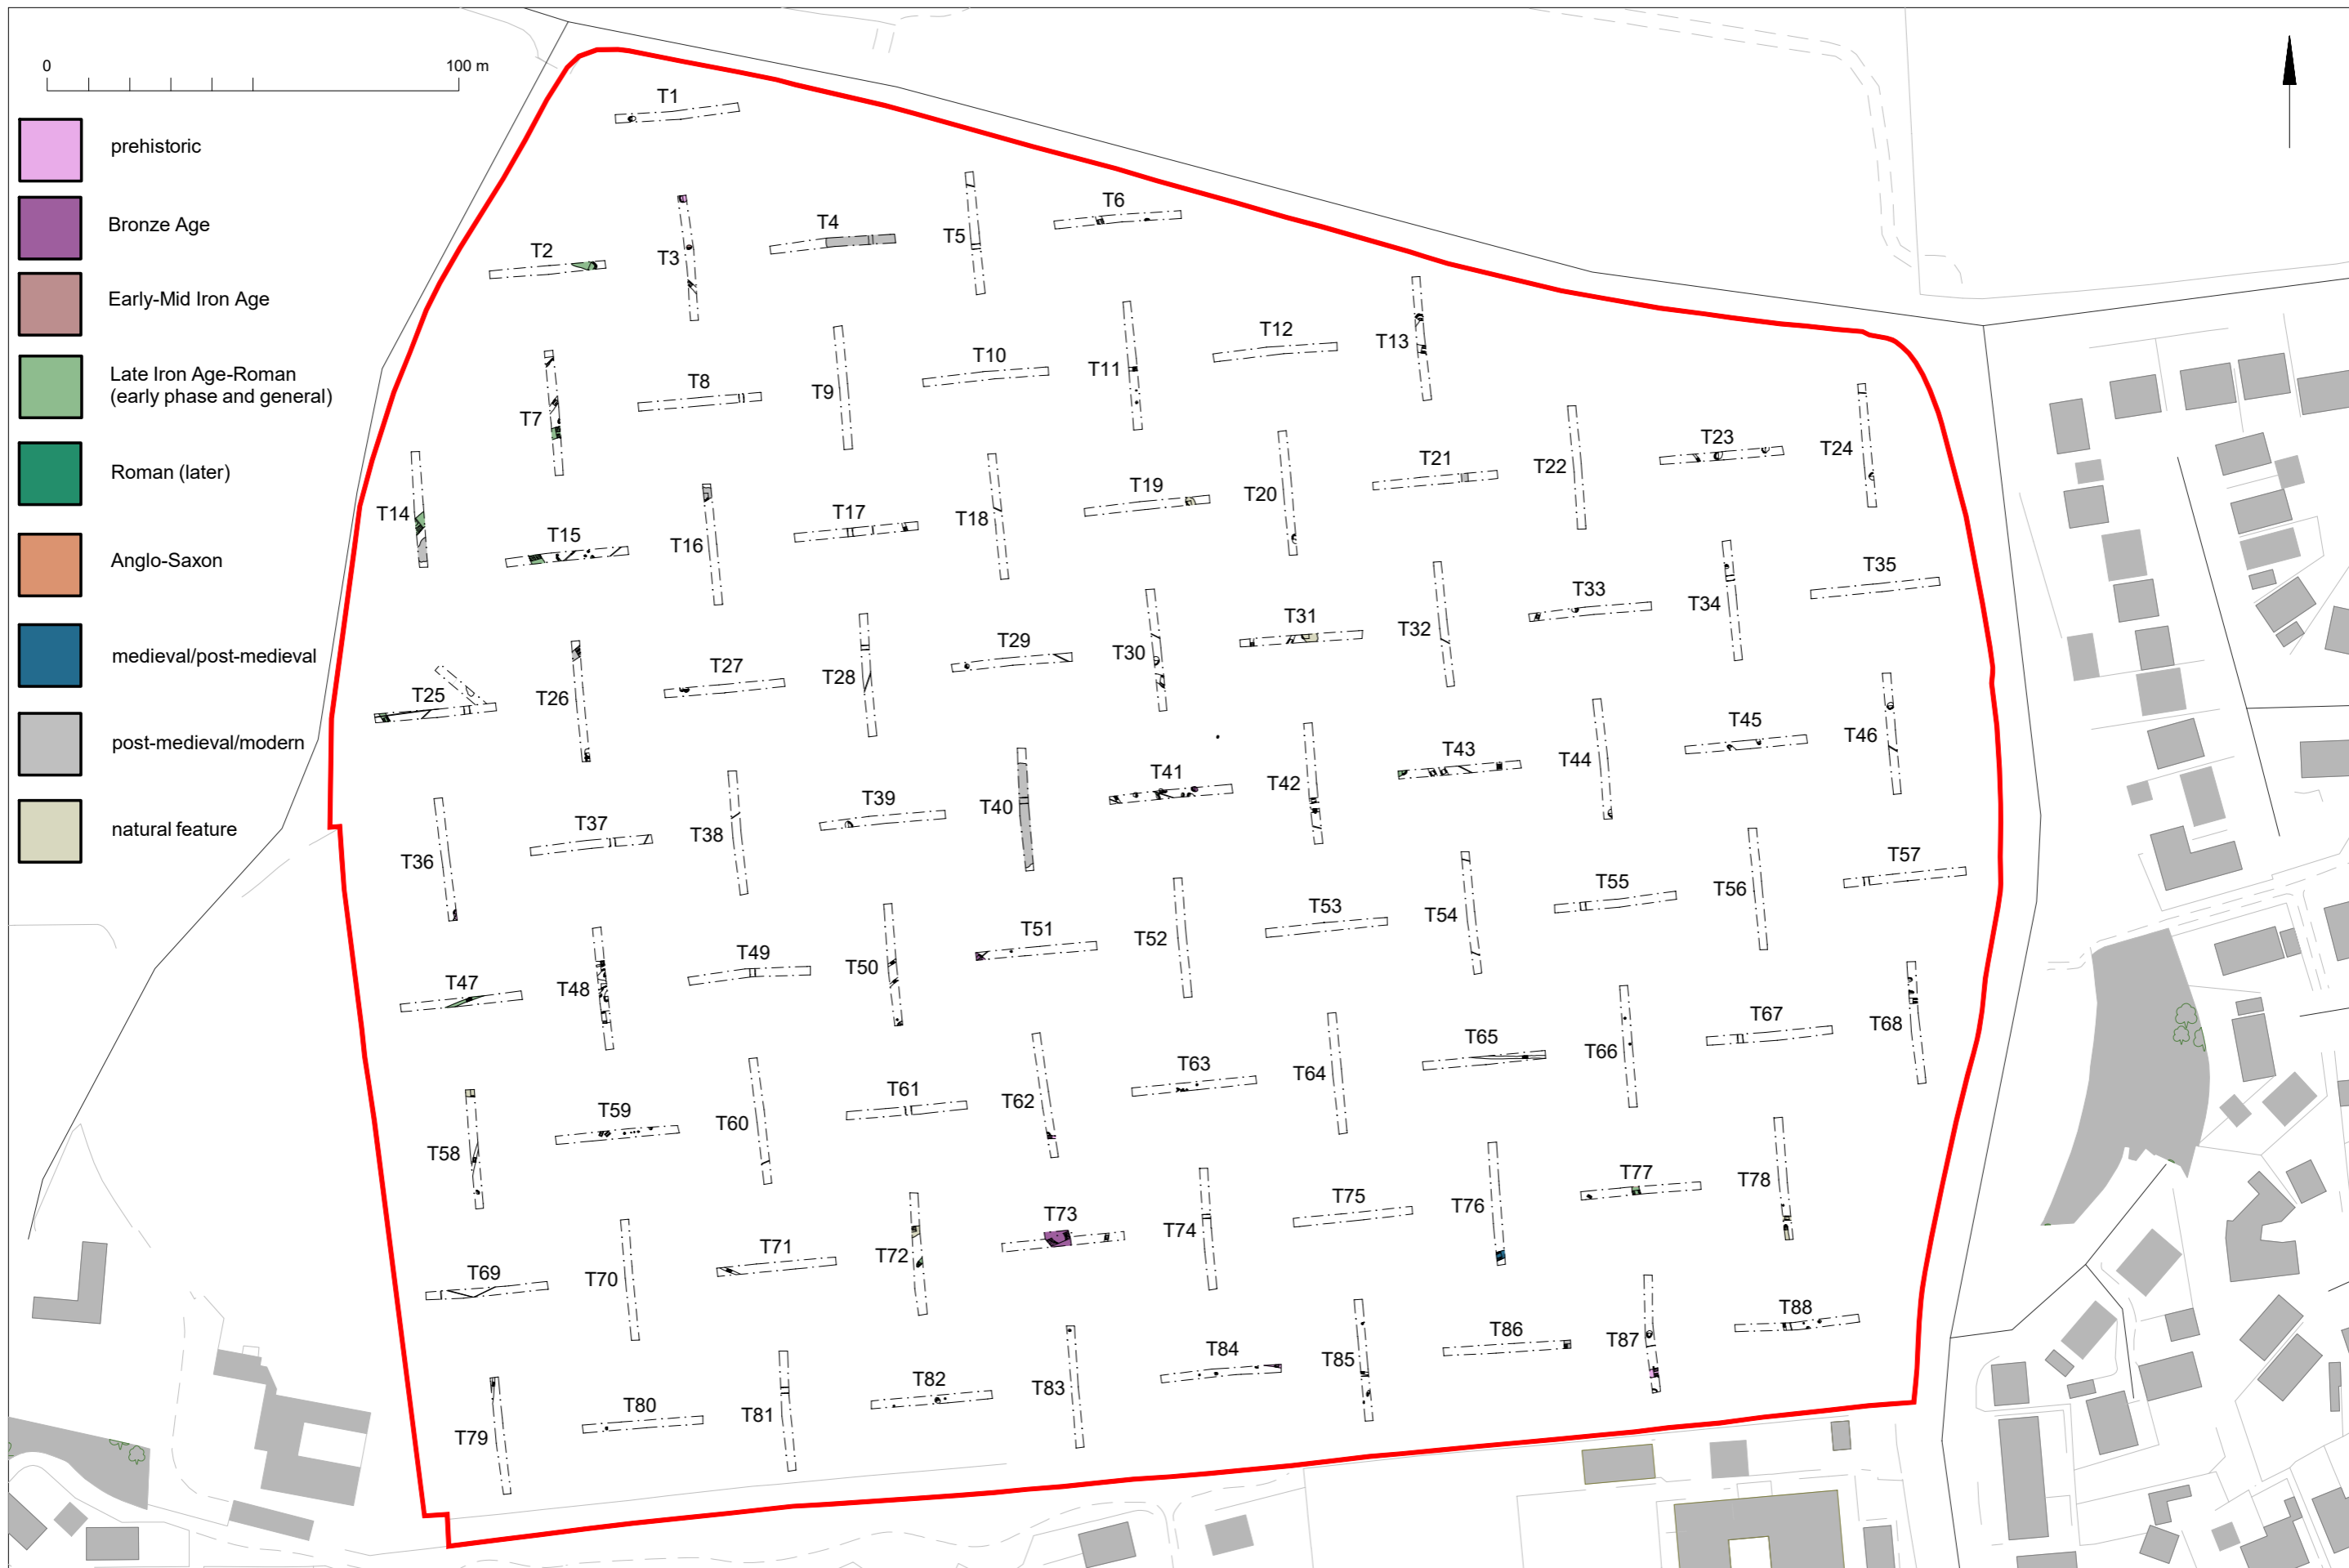 0
100 m
prehistoric
Bronze Age
Early-Mid Iron Age
Late Iron Age-Roman
(early phase and general)
Roman (later)
Anglo-Saxon
medieval/post-medieval
post-medieval/modern
natural feature
T1
T2
T3
T4
T5
T6
T7
T8
T9
T10
T11
T12
T13
T14
T15
T16
T17
T18
T19
T20
T21
T22
T23
T24
T25
T26
T27
T28
T29
T30
T31
T32
T33
T34
T35
T36
T37
T38
T39
T40
T41
T42
T43
T44
T45
T46
T47
T48
T49
T50
T51
T52
T53
T54
T55
T56
T57
T58
T59
T60
T61
T62
T63
T64
T65
T66
T67
T68
T69
T70
T71
T72
T73
T74
T75
T76
T77
T78
T79
T80
T81
T82
T83
T84
T85
T86
T87
T88